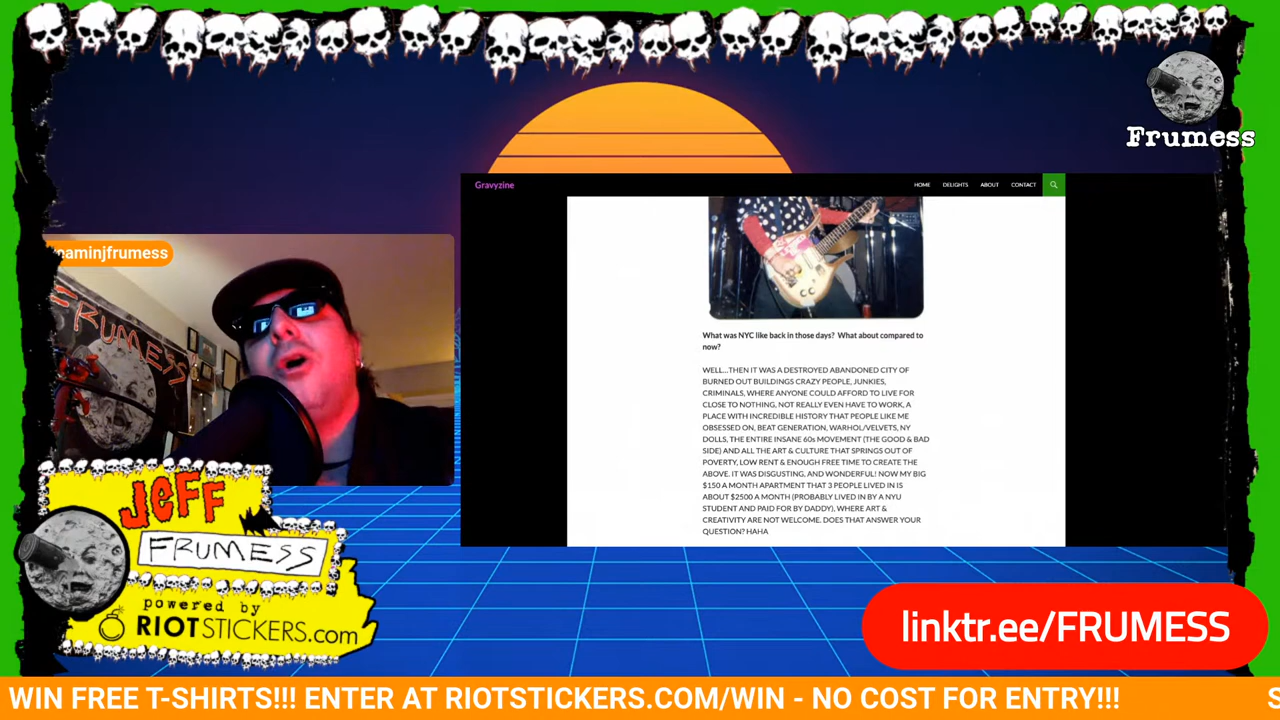 Frumess
Gravyzine
HOME DELIGHTS ABOUT CONTACT
aminjfrumess
FRUMESS
What was NYC like back in those days? What about compared to
now?
WELL...THEN IT WAS A DESTROYED ABANDONED CITY OF
BURNED OUT BUILDINGS CRAZY PEOPLE, JUNKIES,
CRIMINALS, WHERE ANYONE COULD AFFORD TO LIVE FOR
CLOSE TO NOTHING, NOT REALLY EVEN HAVE TO WORK, A
PLACE WITH INCREDIBLE HISTORY THAT PEOPLE LIKE ME
OBSESSED ON, BEAT GENERATION, WARHOL/VELVETS, NY
DOLLS, THE ENTIRE INSANE 60s MOVEMENT (THE GOOD & BAD
SIDE) AND ALL THE ART & CULTURE THAT SPRINGS OUT OF
POVERTY, LOW RENT & ENOUGH FREE TIME TO CREATE THE
ABOVE. IT WAS DISGUSTING, AND WONDERFUL! NOW MY BIG
$150 A MONTH APARTMENT THAT 3 PEOPLE LIVED IN IS
ABOUT $2500 A MONTH (PROBABLY LIVED IN BY A NYU
STUDENT AND PAID FOR BY DADDY), WHERE ART &
CREATIVITY ARE NOT WELCOME. DOES THAT ANSWER YOUR
QUESTION? HAHA
JeFF
FRUMESS
powered by
RIOTSTICKERS.com
linktr.ee/FRUMESS
WIN FREE T-SHIRTS!!! ENTER AT RIOTSTICKERS.COM/WIN - NO COST FOR ENTRY!!! S